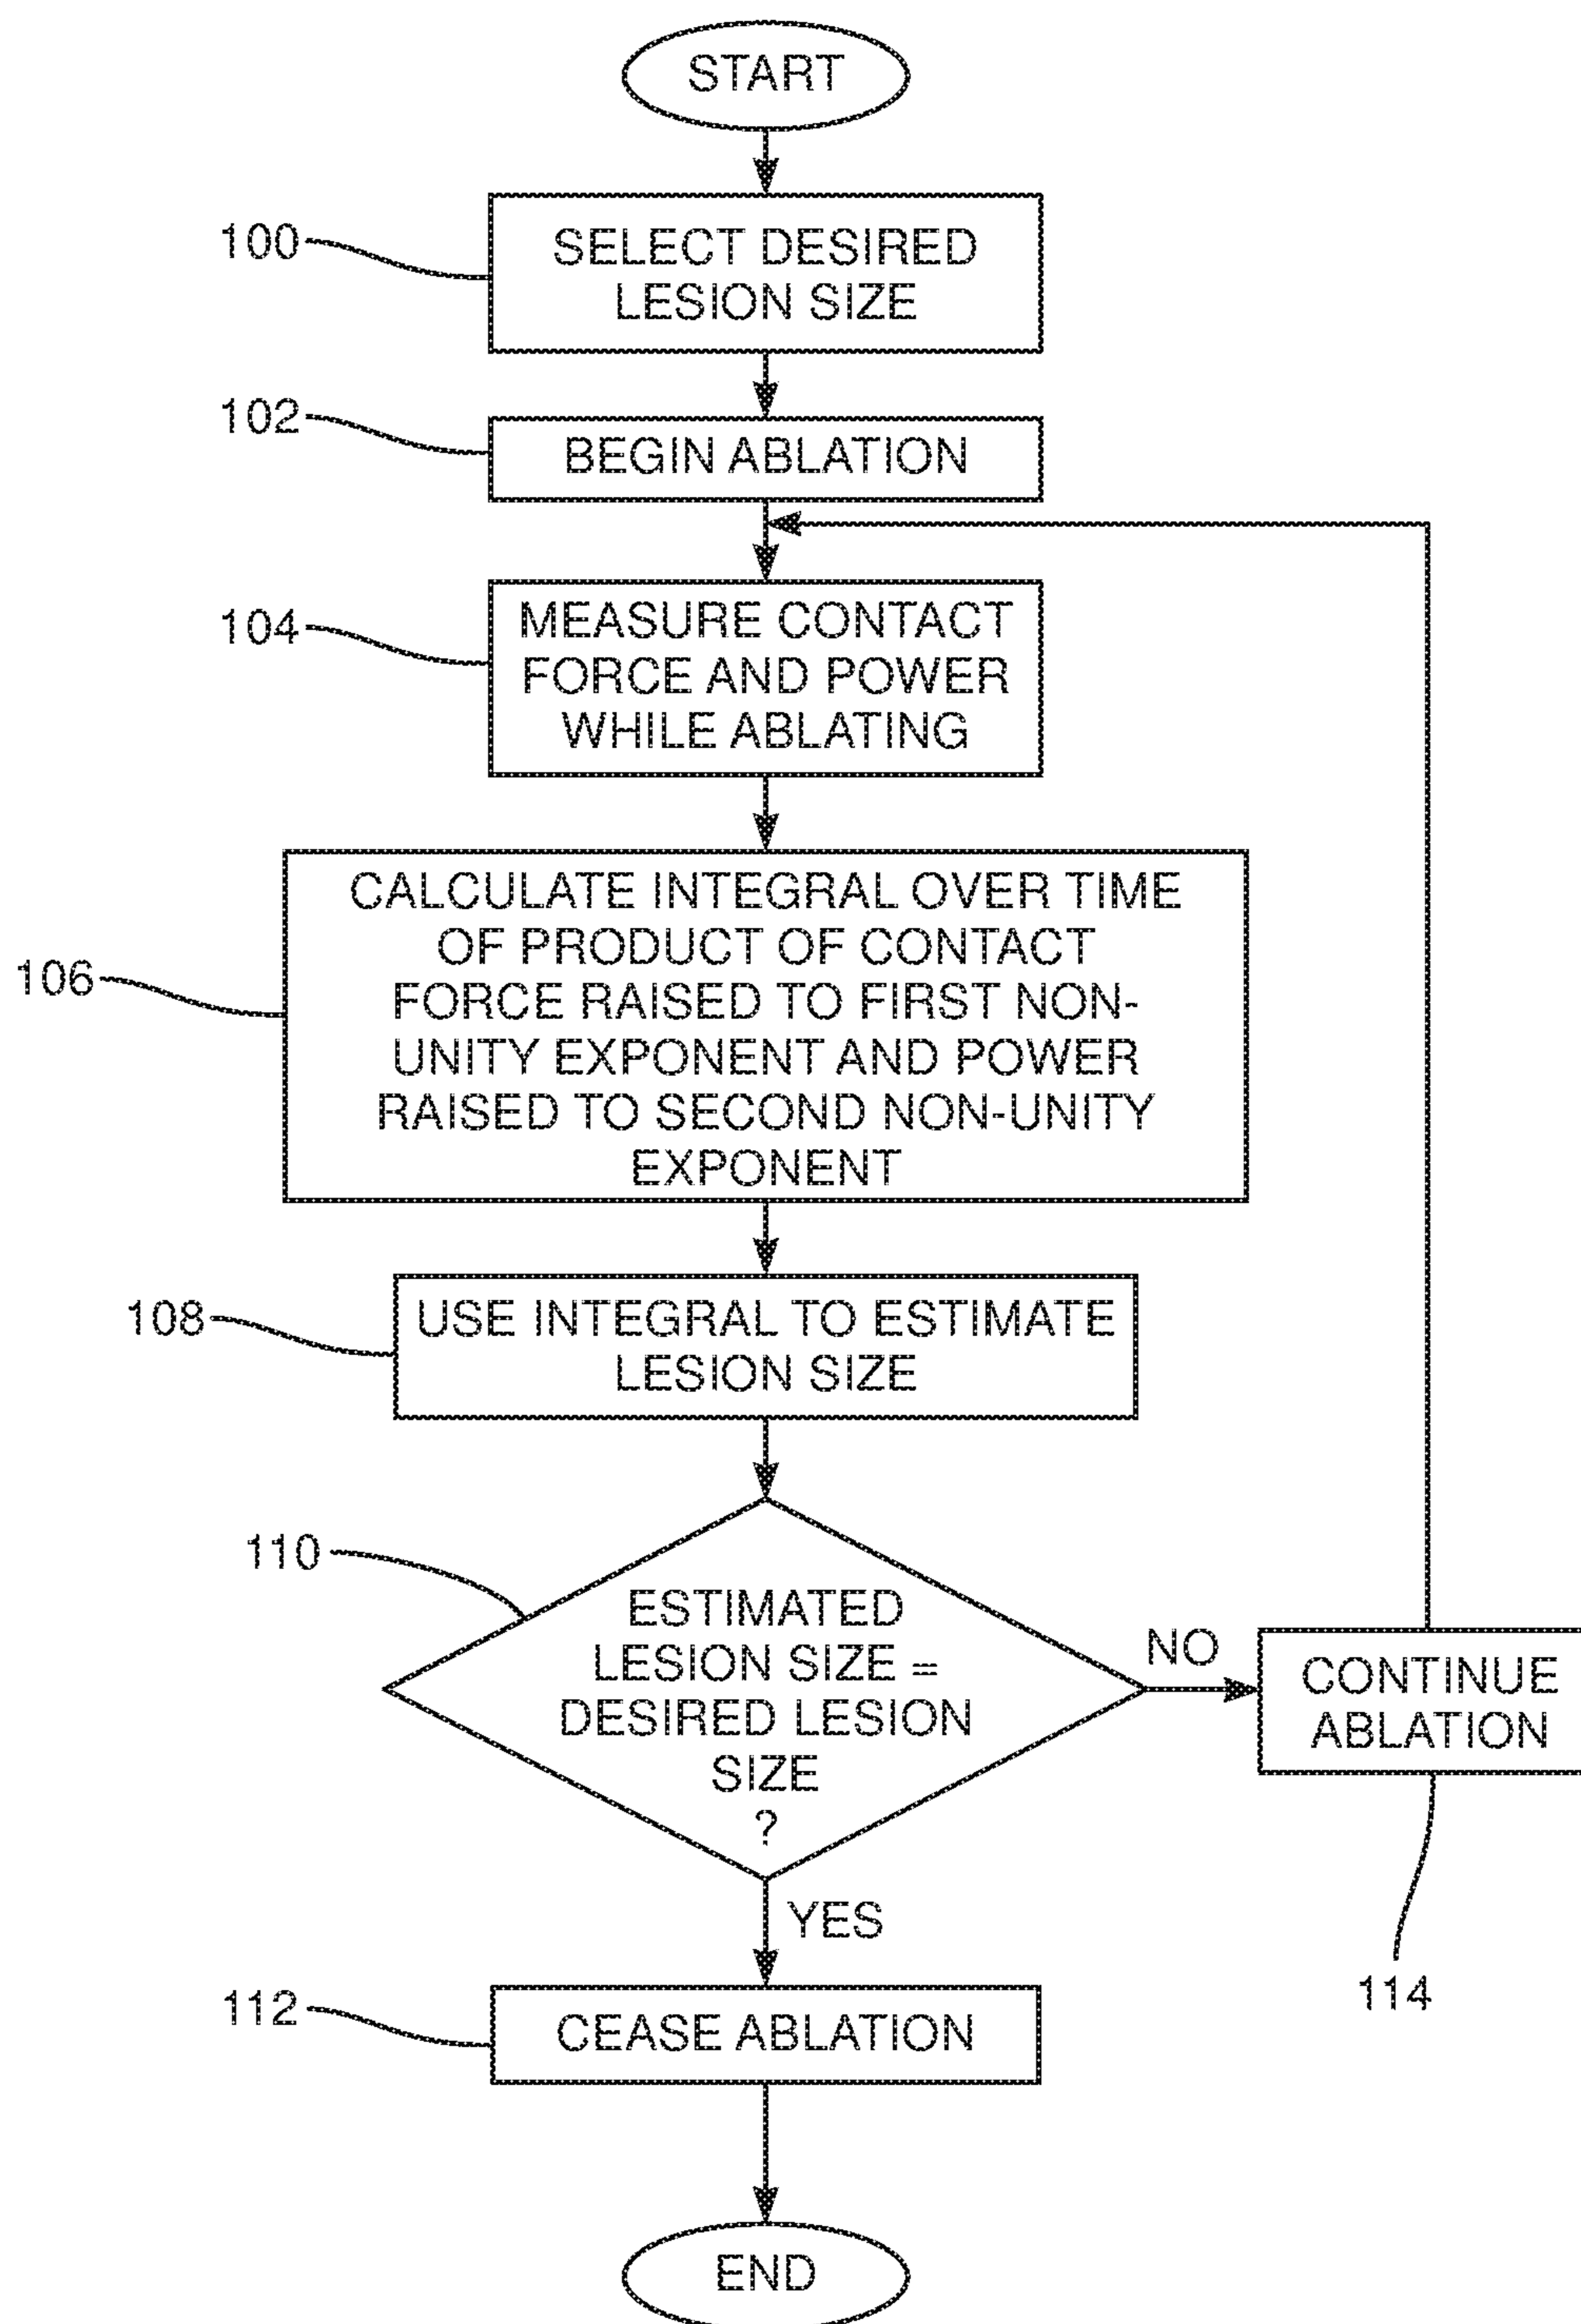 START
100
SELECT DESIRED
LESION SIZE
102
BEGIN ABLATION
104
MEASURE CONTACT
FORCE AND POWER
WHILE ABLATING
106
CALCULATE INTEGRAL OVER TIME
OF PRODUCT OF CONTACT
FORCE RAISED TO FIRST NON-
UNITY EXPONENT AND POWER
RAISED TO SECOND NON-UNITY
EXPONENT
108
USE INTEGRAL TO ESTIMATE
LESION SIZE
110
ESTIMATED
LESION SIZE =
DESIRED LESION
SIZE
?
NO
CONTINUE
ABLATION
114
YES
112
CEASE ABLATION
END